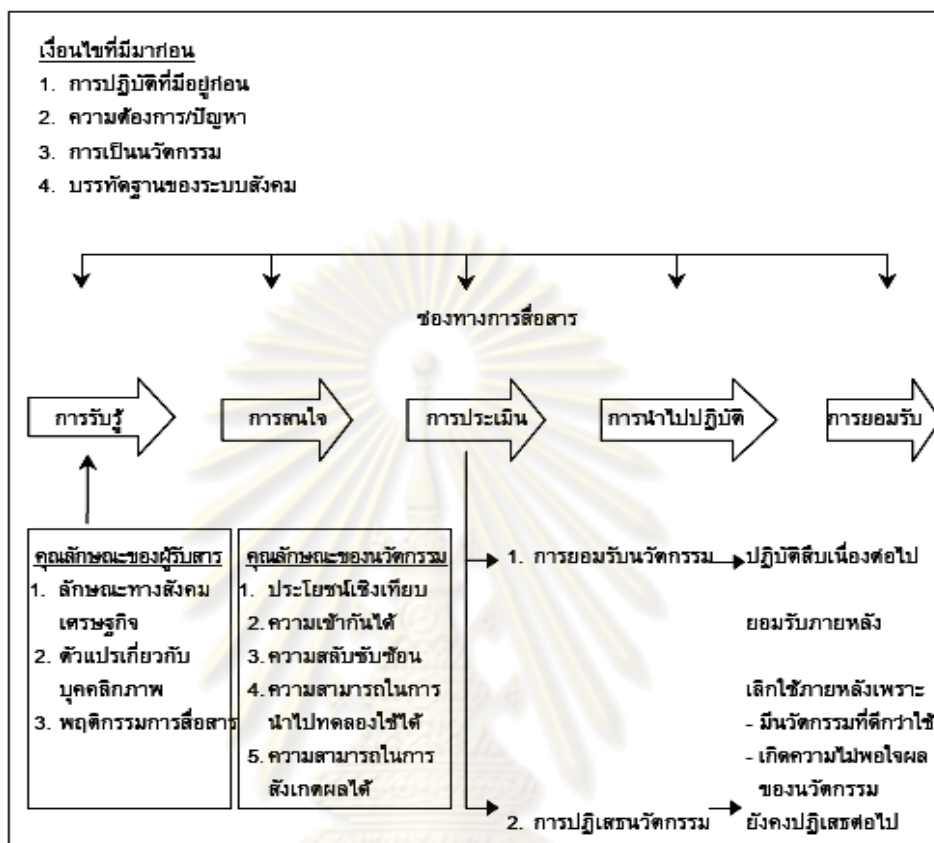 เงื่อนไขที่มีมาก่อน
1. การปฏิบัติที่มีอยู่ก่อน
2. ความต้องการ/ปัญหา
3. การเป็นนวัตกรรม
4. บรรทัดฐานของระบบสังคม
ช่องทางการสื่อสาร
การรับรู้
การสนใจ
การประเมิน
การนำไปปฏิบัติ
การยอมรับ
คุณลักษณะของผู้รับสาร
1. ลักษณะทางสังคม
เศรษฐกิจ
2. ตัวแปรเกี่ยวกับ
บุคคลิกภาพ
3. พฤติกรรมการสื่อสาร
คุณลักษณะของนวัตกรรม
1. ประโยชน์เชิงเทียบ
2. ความเข้ากันได้
3. ความสลับซับซ้อน
4. ความสามารถในการ
นำไปทดลองใช้ได้
5. ความสามารถในการ
สังเกตผลได้
1. การยอมรับนวัตกรรม
ปฏิบัติสืบเนื่องต่อไป
ยอมรับภายหลัง
เลิกใช้ภายหลังเพราะ
- มีนวัตกรรมที่ดีกว่าใช้
- เกิดความไม่พอใจผล
ของนวัตกรรม
2. การปฏิเสธนวัตกรรม
ยังคงปฏิเสธต่อไป